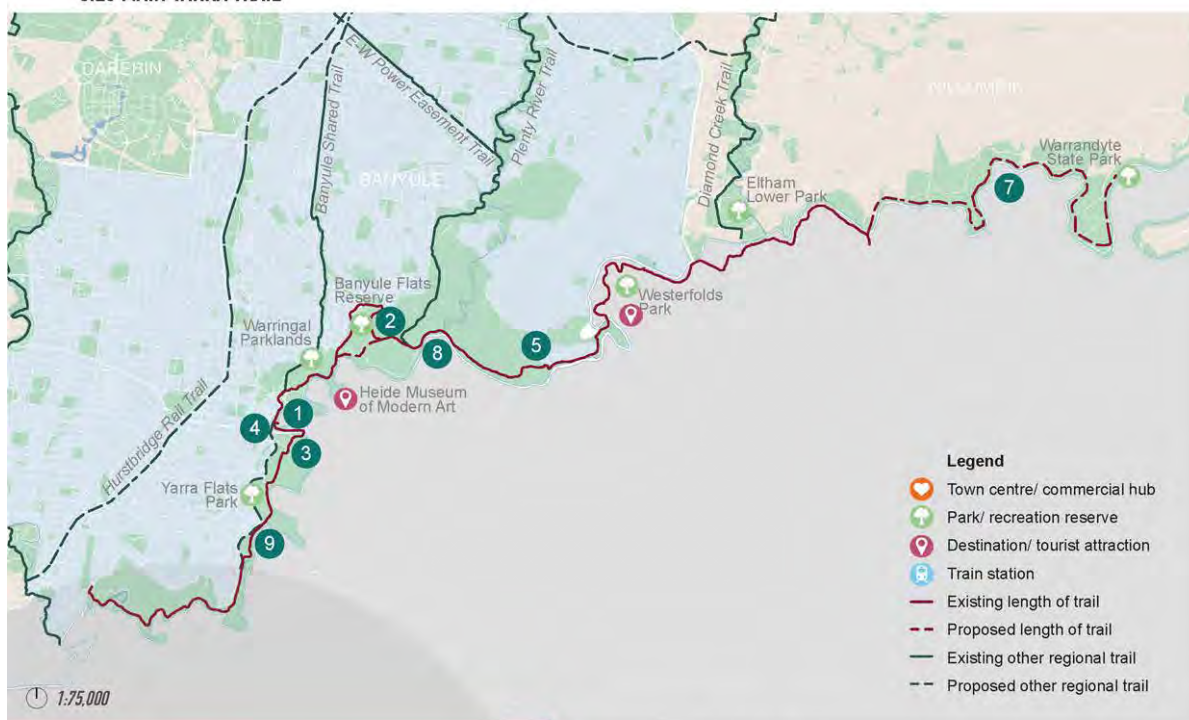 DAREBIN
BANYULE
NILLUMBIK
E-W Power Easement Trail
Banyule Shared Trail
Plenty River Trail
Diamond Creek Trail
Hurstbridge Rail Trail
Warrandyte
State Park
7
Eltham
Lower Park
Banyule Flats
Reserve
2
Westerfolds
Park
Warringal
Parklands
8
5
Heide Museum
of Modern Art
1
4
3
Yarra Flats
Park
9
Legend
Town centre/ commercial hub
Park/ recreation reserve
Destination/ tourist attraction
Train station
Existing length of trail
Proposed length of trail
Existing other regional trail
Proposed other regional trail
1:75,000